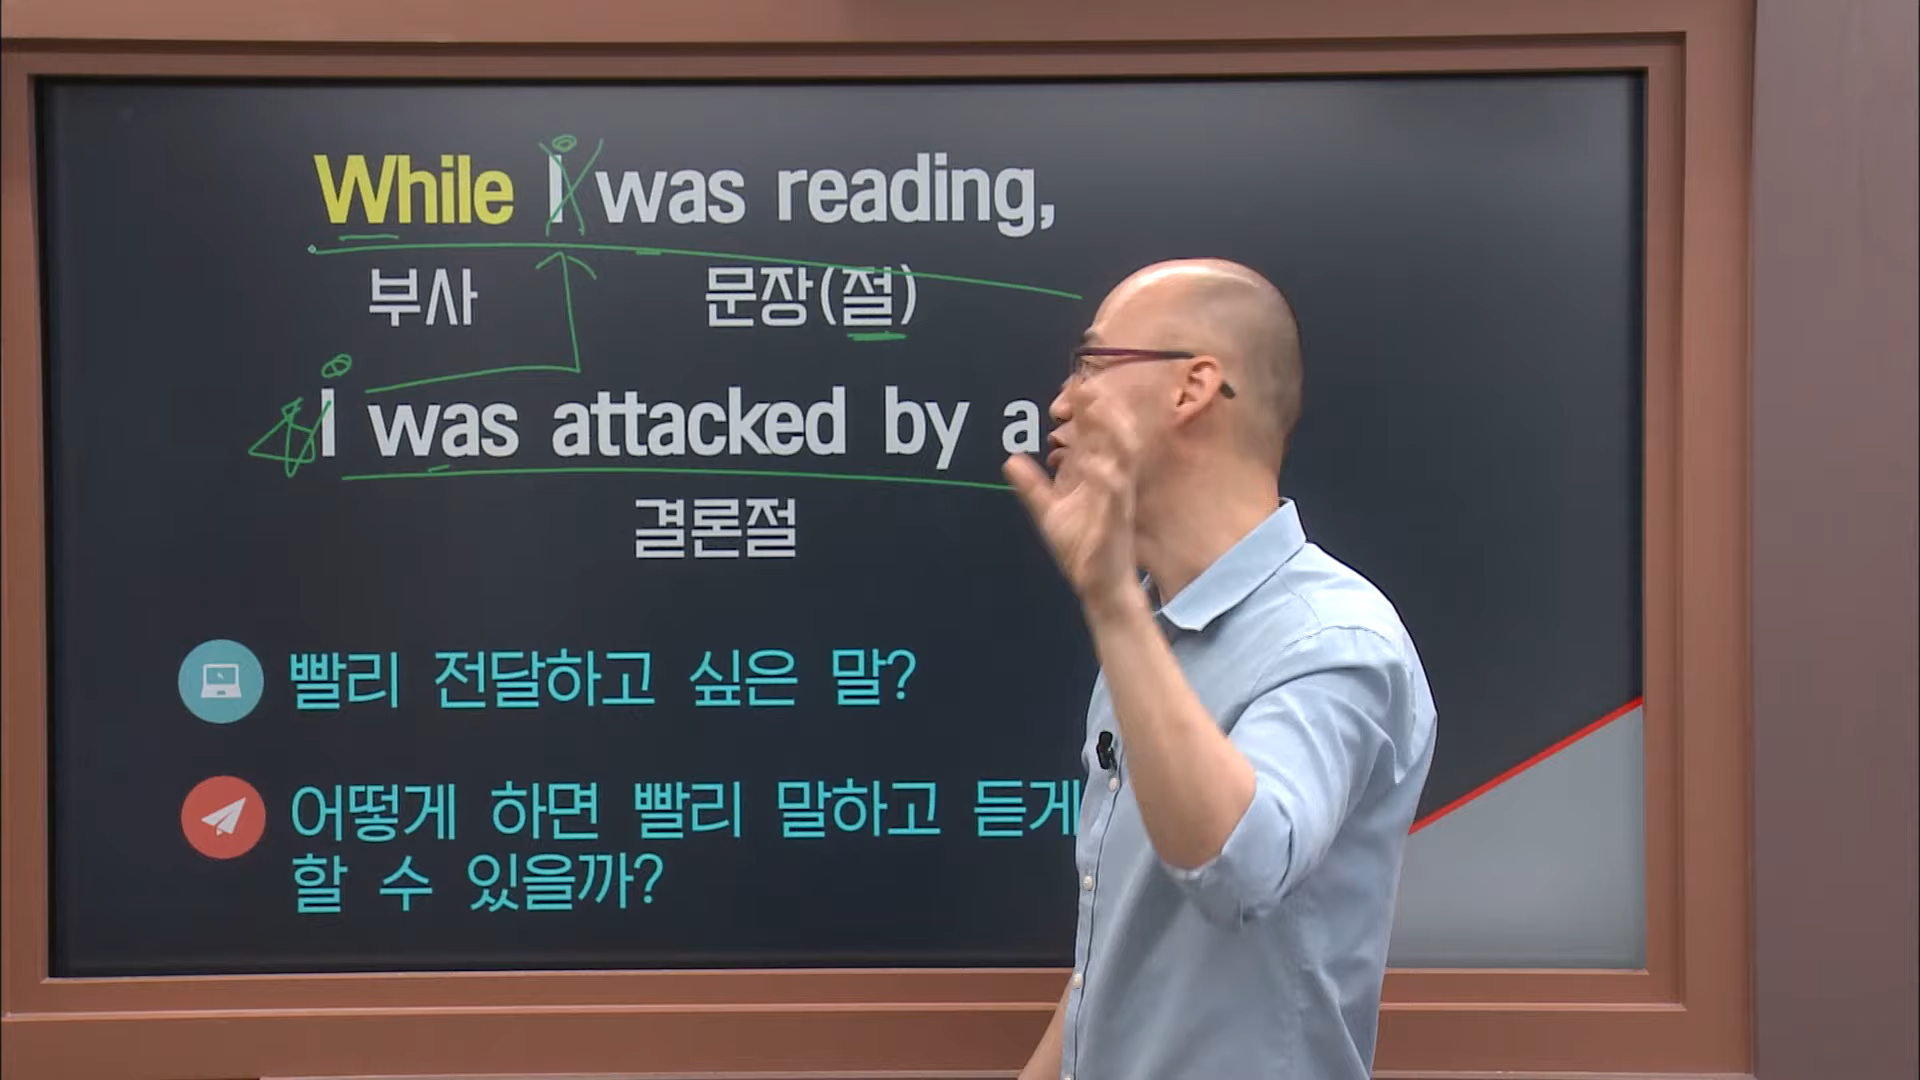 While I was reading,
부사 문장(절)
I was attacked by a
결론절
빨리 전달하고 싶은 말?
어떻게 하면 빨리 말하고 듣게
할 수 있을까?